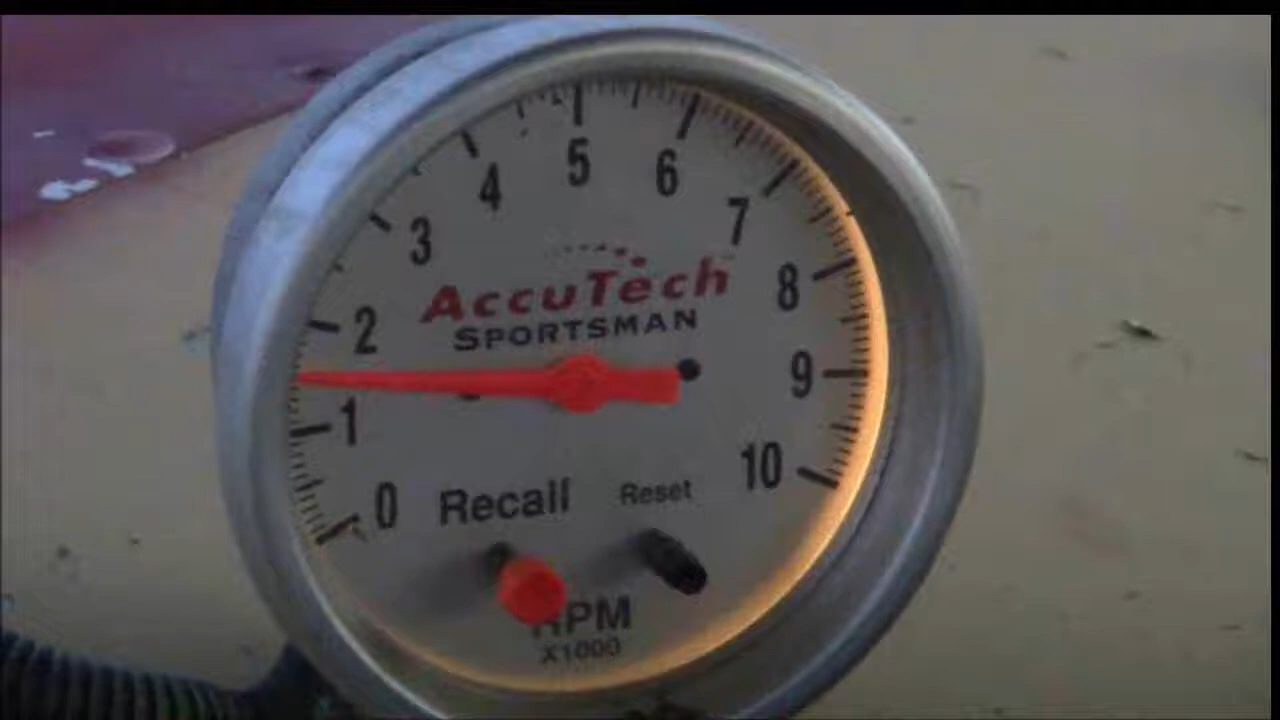 0
1
2
3
4
5
6
7
8
9
10
AccuTech
SPORTSMAN
Recall Reset
RPM
X1000